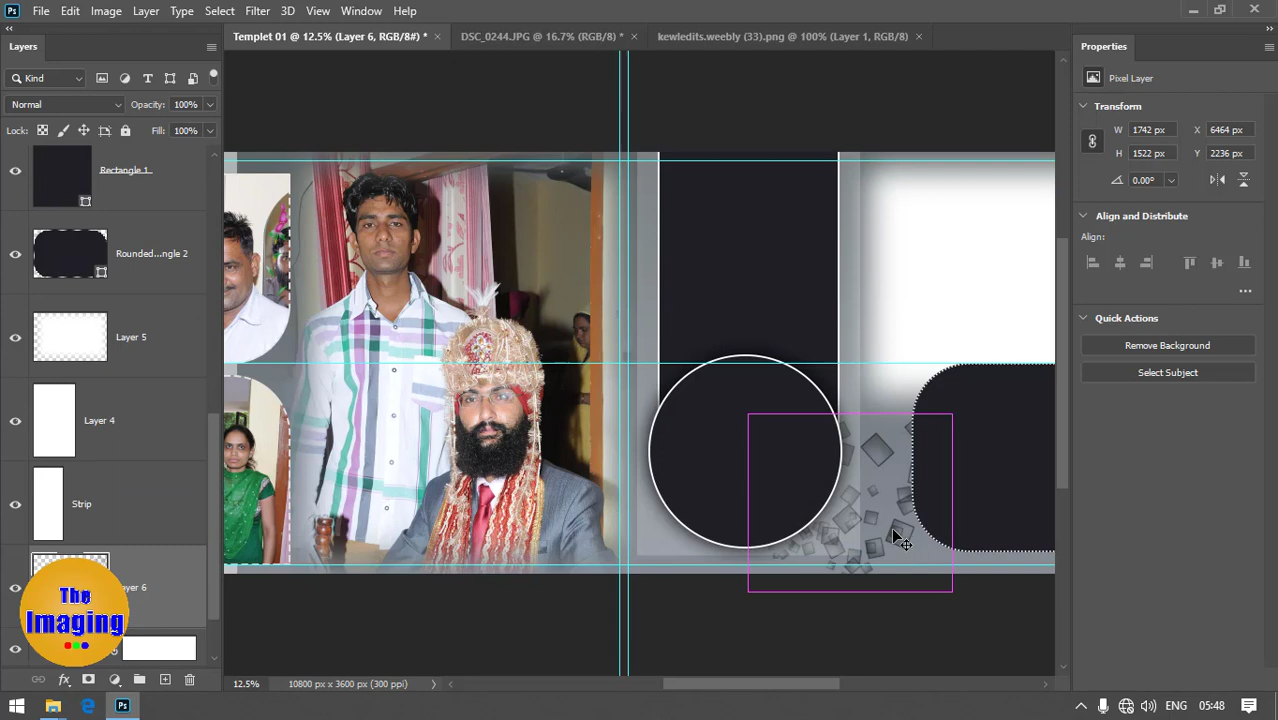 Ps File Edit Image Layer Type Select Filter 3D View Window Help
Templet 01 @ 12.5% (Layer 6, RGB/8#) * × DSC_0244.JPG @ 16.7% (RGB/8) * × kewledits.weebly (33).png @ 100% (Layer 1, RGB/8) ×
Layers
Kind
Normal Opacity: 100%
Lock: Fill: 100%
Rectangle 1
Rounded...ngle 2
Layer 5
Layer 4
Strip
ayer 6
The
Imaging
Properties
Pixel Layer
Transform
W 1742 px X 6464 px
H 1522 px Y 2236 px
0.00°
Align and Distribute
Align:
Quick Actions
Remove Background
Select Subject
12.5% 10800 px x 3600 px (300 ppi)
Ps ENG 05:48